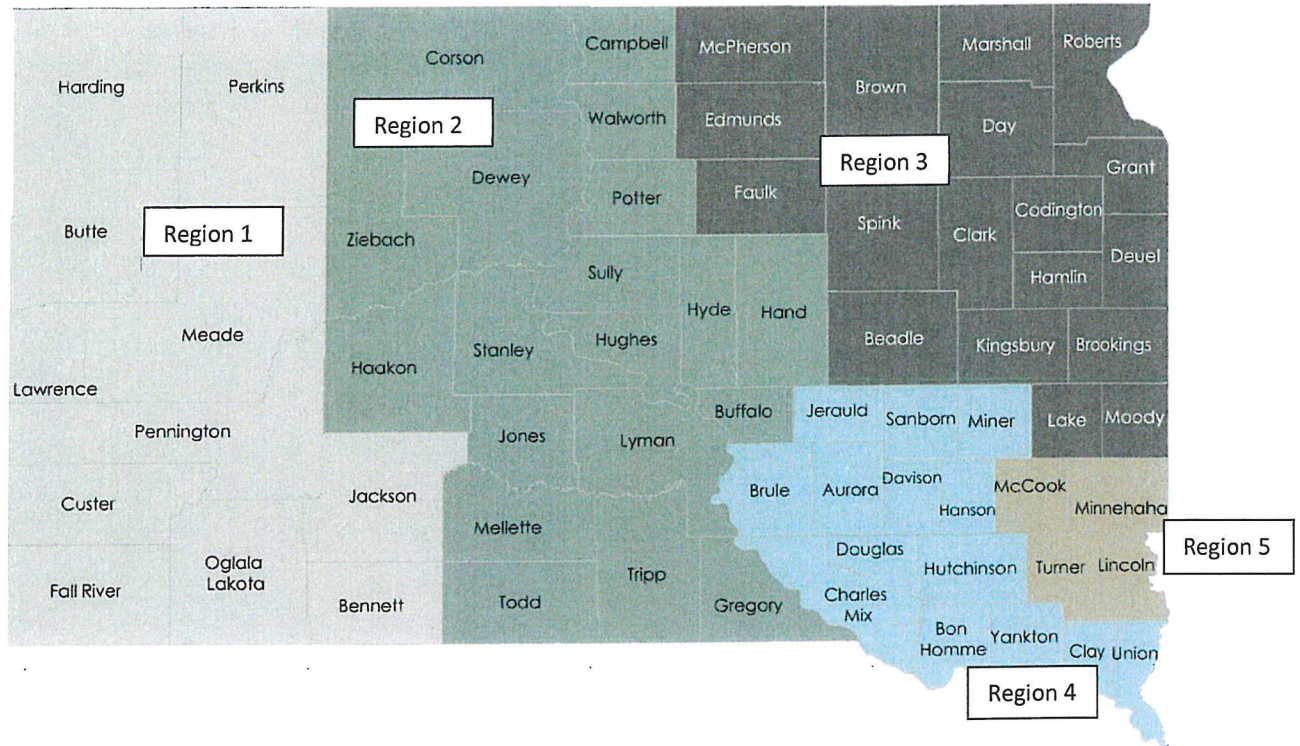 Harding
Perkins
Corson
Campbell
McPherson
Brown
Marshall
Roberts
Region 2
Walworth
Edmunds
Day
Region 3
Grant
Dewey
Potter
Faulk
Butte
Region 1
Ziebach
Spink
Clark
Codington
Deuel
Sully
Hamlin
Meade
Hyde
Hand
Stanley
Hughes
Haakon
Beadle
Kingsbury
Brookings
Lawrence
Pennington
Jones
Lyman
Buffalo
Jerauld
Sanborn
Miner
Lake
Moody
Custer
Jackson
Brule
Aurora
Davison
Hanson
McCook
Minnehaha
Mellette
Oglala
Lakota
Fall River
Bennett
Todd
Tripp
Gregory
Douglas
Charles
Mix
Hutchinson
Turner
Lincoln
Region 5
Bon
Homme
Yankton
Clay
Union
Region 4